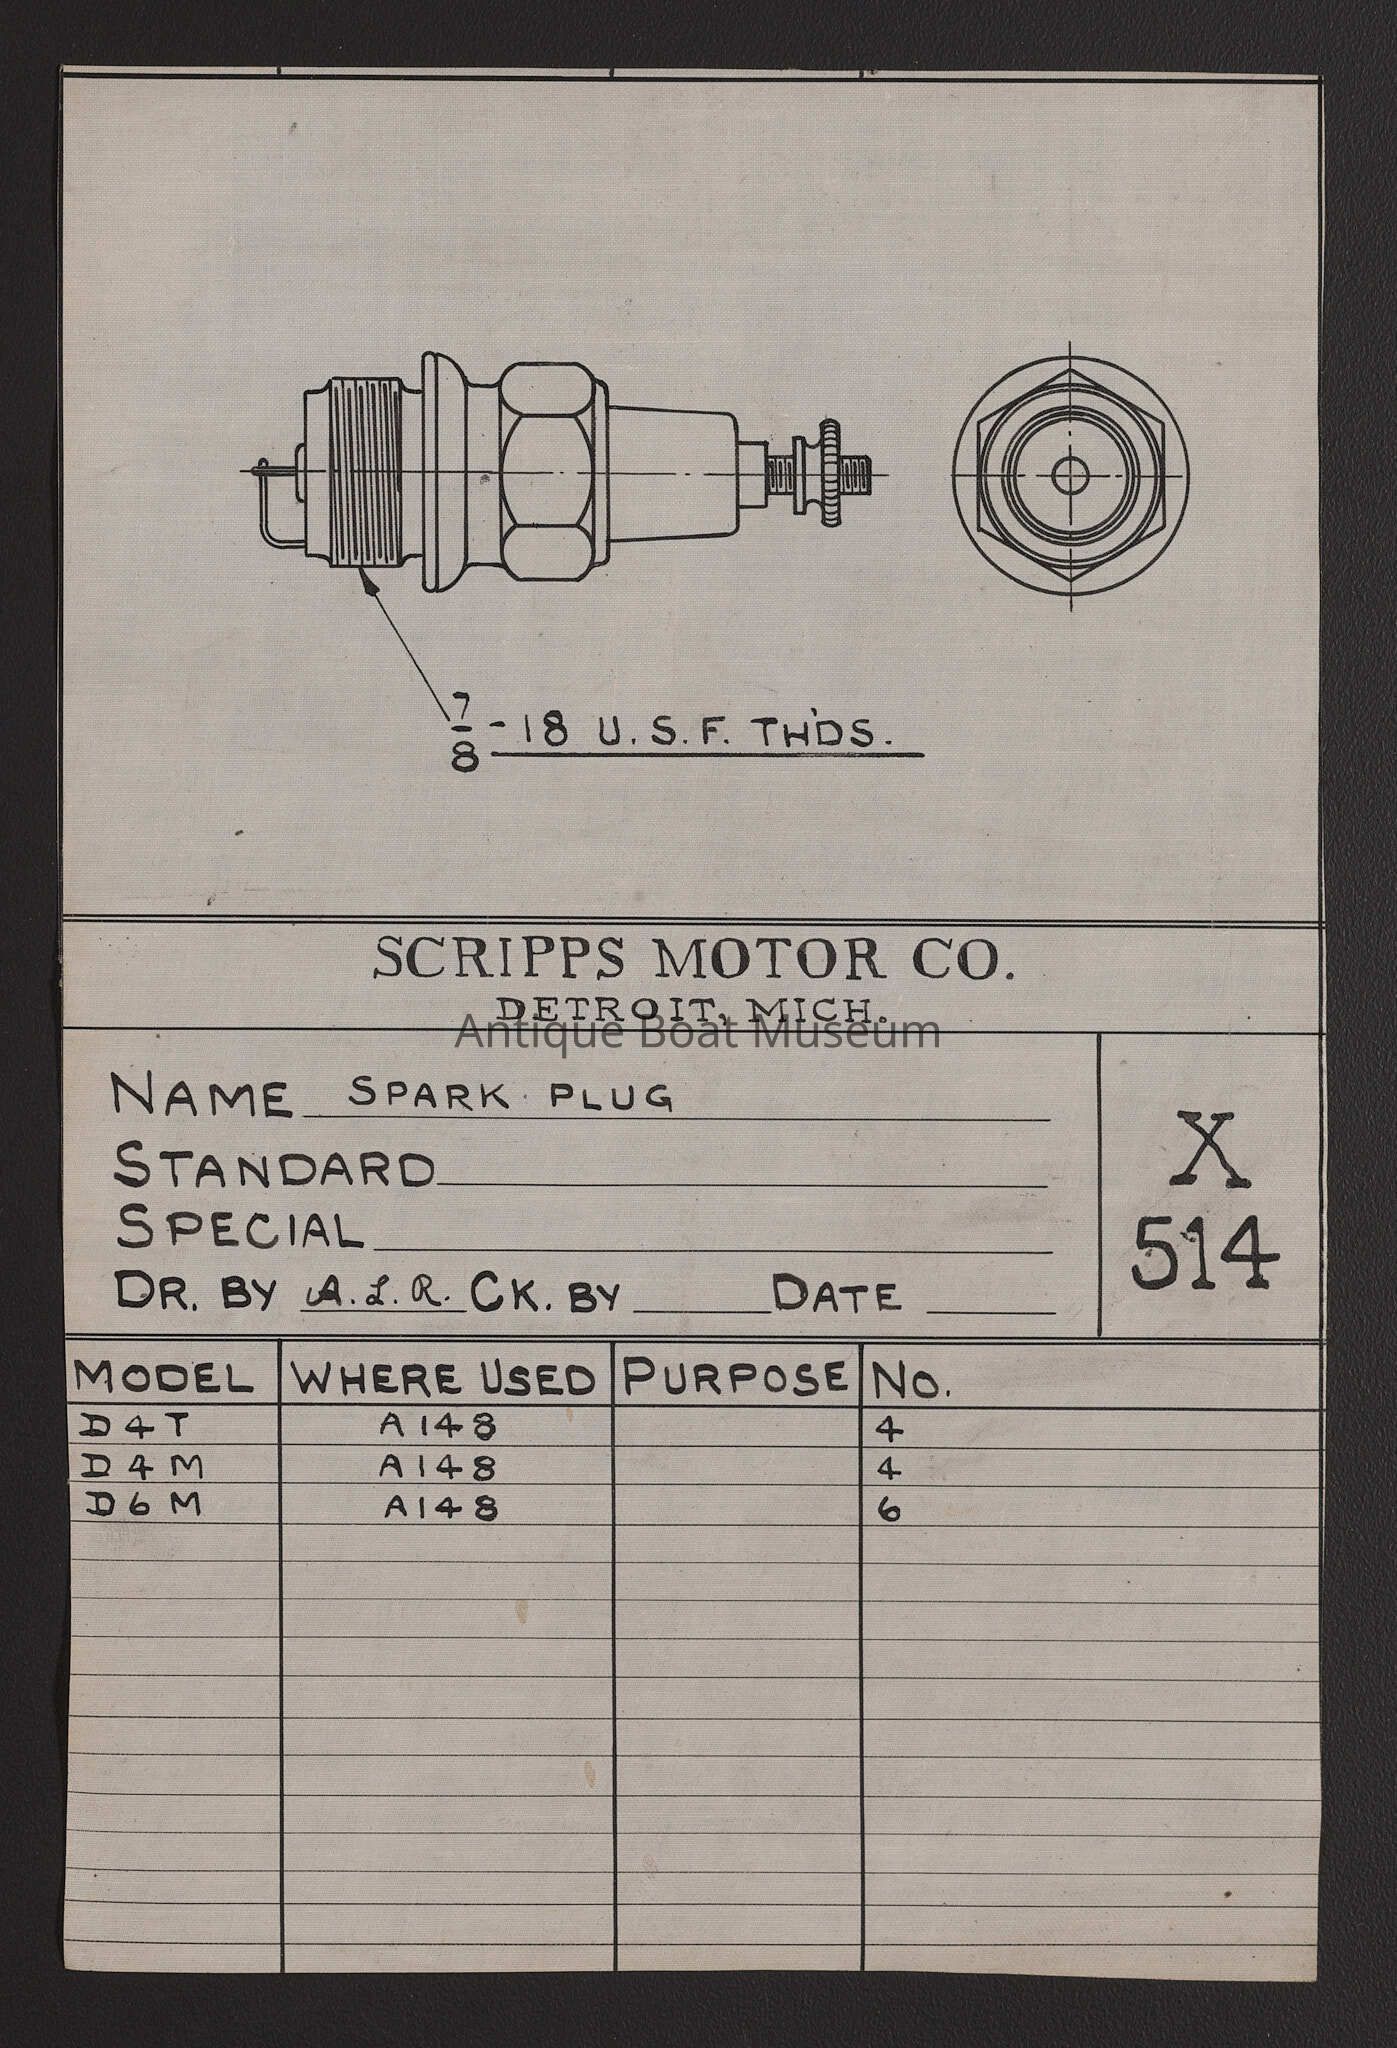 7/8 - 18 U.S.F. TH'DS.
SCRIPPS MOTOR CO.
DETROIT, MICH.
Antique Boat Museum
NAME SPARK PLUG
STANDARD
SPECIAL
DR. BY A.L.R. CK. BY DATE
X
514
MODEL WHERE USED PURPOSE NO.
D4T A148 4
D4M A148 4
D6M A148 6